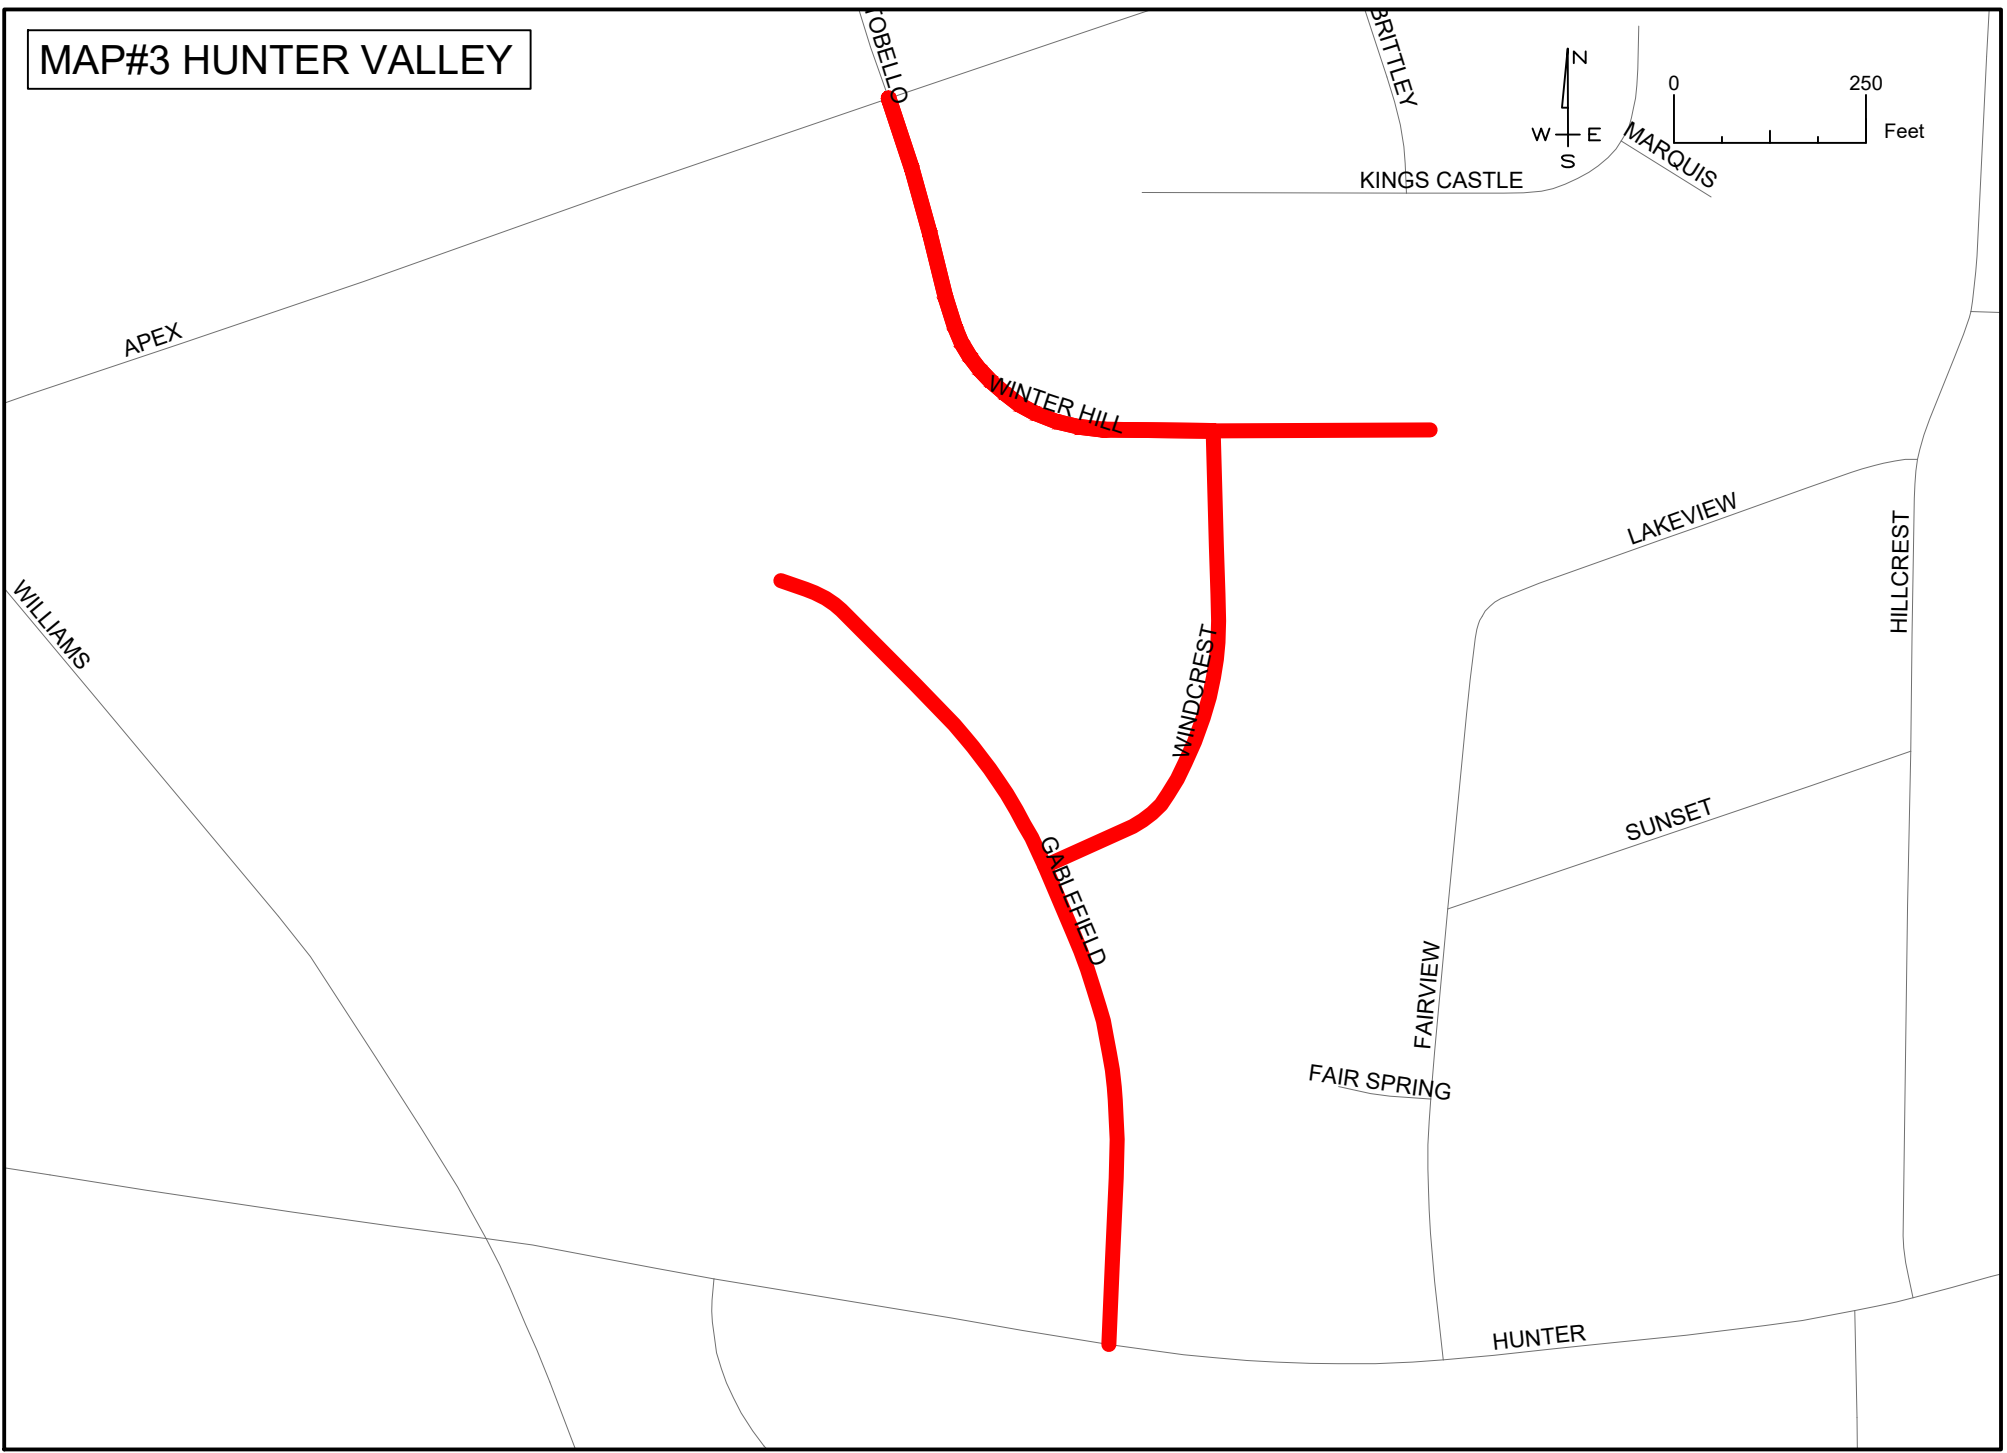 MAP#3 HUNTER VALLEY
TOBELLO
BRITTLEY
N
W E
S
0 250
Feet
MARQUIS
KINGS CASTLE
APEX
WINTER HILL
LAKEVIEW
HILLCREST
WILLIAMS
WINDCREST
SUNSET
GABLEFIELD
FAIRVIEW
FAIR SPRING
HUNTER